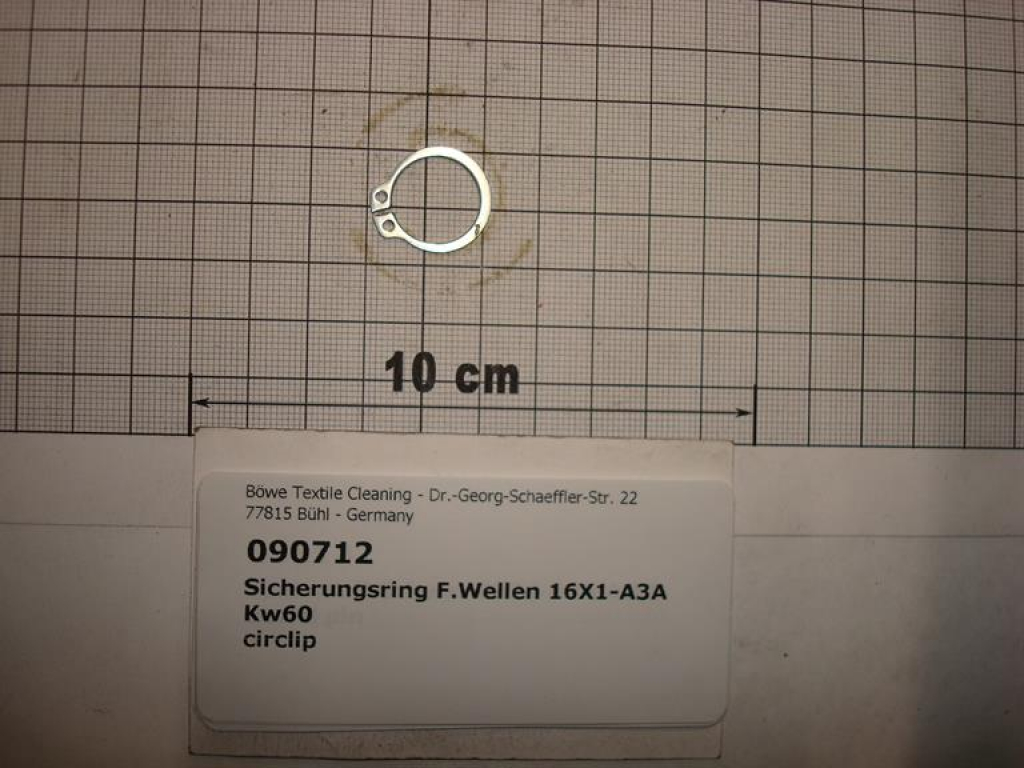 10 cm
Böwe Textile Cleaning - Dr.-Georg-Schaeffler-Str. 22
77815 Bühl - Germany
090712
Sicherungsring F.Wellen 16X1-A3A
Kw60
circlip